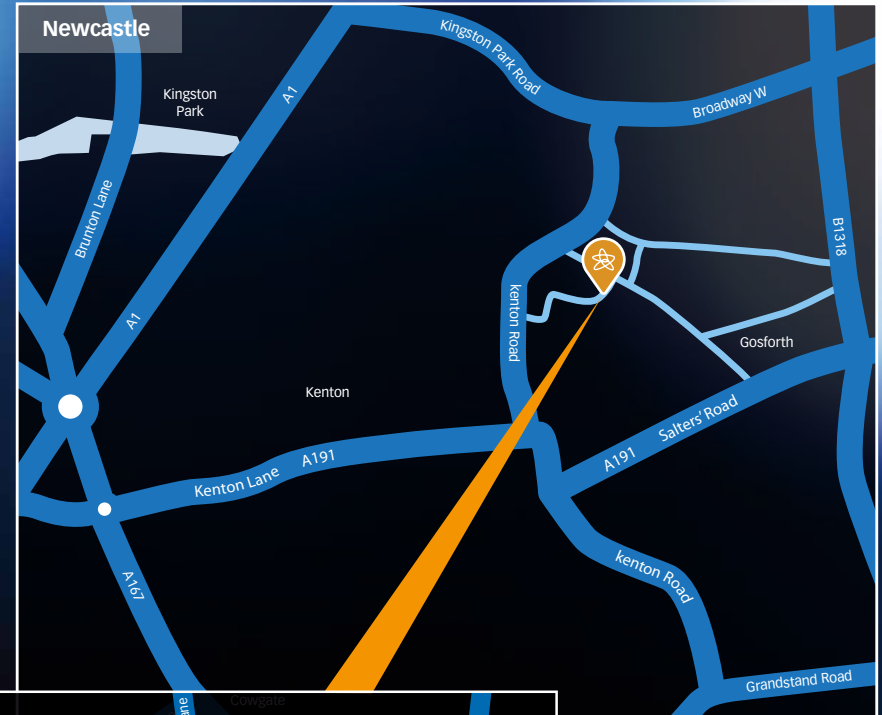 Newcastle
Kingston Park Road
A1
Kingston
Park
Broadway W
Brunton Lane
B1318
A1
kenton Road
Gosforth
Kenton
Salters' Road
A191
A191
Kenton Lane
kenton Road
A167
Grandstand Road
Cowgate